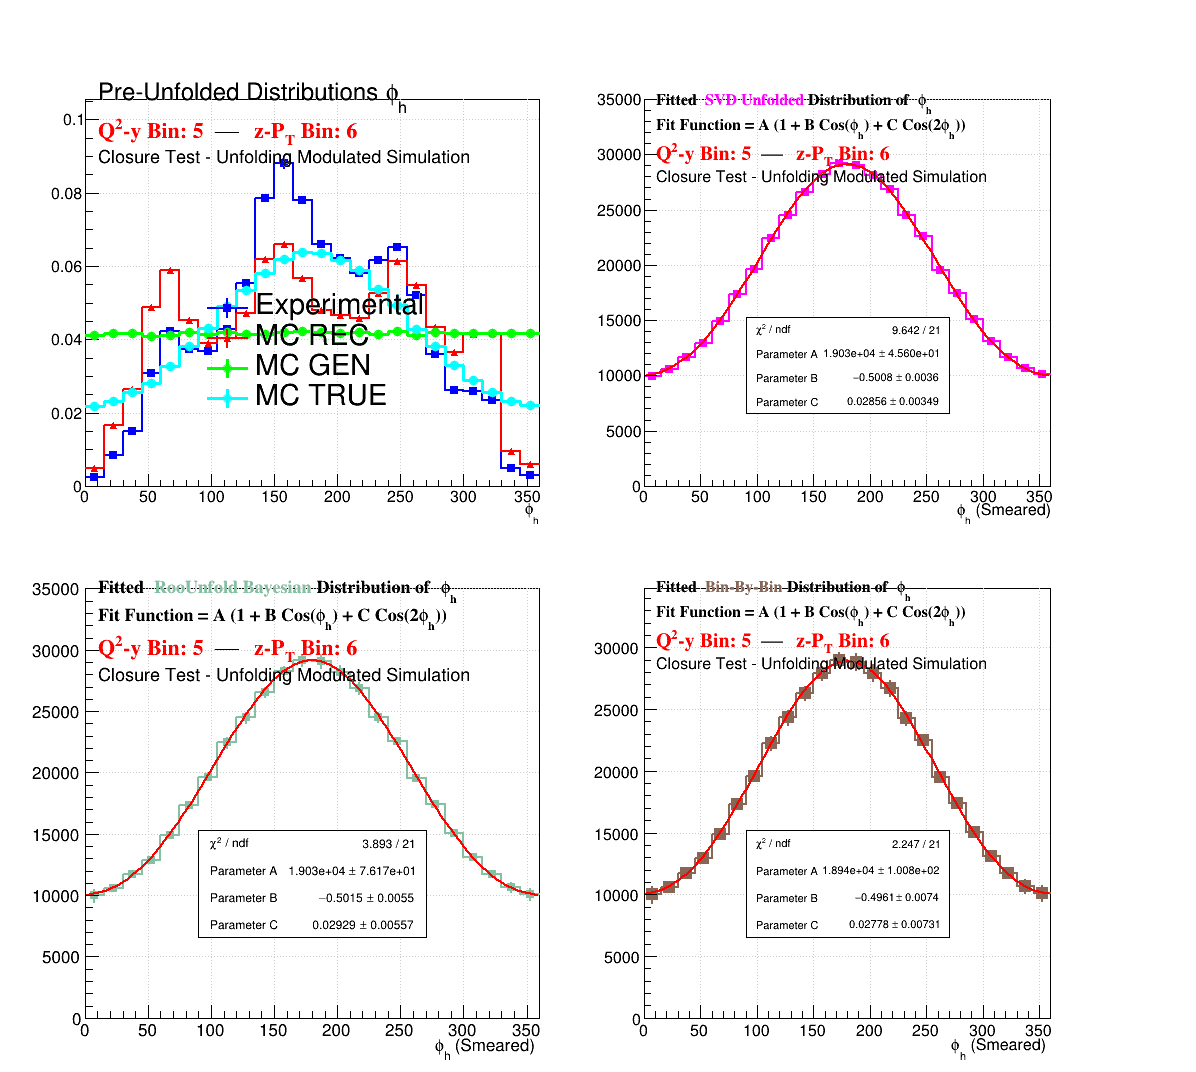 Pre-Unfolded Distributions ϕh
Q²-y Bin: 5 — z-PT Bin: 6
Closure Test - Unfolding Modulated Simulation
0.1
0.08
0.06
0.04
0.02
0
Experimental
MC REC
MC GEN
MC TRUE
0 50 100 150 200 250 300 350
ϕh
Fitted SVD Unfolded Distribution of ϕh
Fit Function = A (1 + B Cos(ϕh) + C Cos(2ϕh))
Q²-y Bin: 5 — z-PT Bin: 6
Closure Test - Unfolding Modulated Simulation
35000
30000
25000
20000
15000
10000
5000
0
χ² / ndf 9.642 / 21
Parameter A 1.903e+04 ± 4.560e+01
Parameter B −0.5008 ± 0.0036
Parameter C 0.02856 ± 0.00349
0 50 100 150 200 250 300 350
ϕh (Smeared)
Fitted RooUnfold Bayesian Distribution of ϕh
Fit Function = A (1 + B Cos(ϕh) + C Cos(2ϕh))
Q²-y Bin: 5 — z-PT Bin: 6
Closure Test - Unfolding Modulated Simulation
35000
30000
25000
20000
15000
10000
5000
0
χ² / ndf 3.893 / 21
Parameter A 1.903e+04 ± 7.617e+01
Parameter B −0.5015 ± 0.0055
Parameter C 0.02929 ± 0.00557
0 50 100 150 200 250 300 350
ϕh (Smeared)
Fitted Bin-By-Bin Distribution of ϕh
Fit Function = A (1 + B Cos(ϕh) + C Cos(2ϕh))
Q²-y Bin: 5 — z-PT Bin: 6
Closure Test - Unfolding Modulated Simulation
30000
25000
20000
15000
10000
5000
0
χ² / ndf 2.247 / 21
Parameter A 1.894e+04 ± 1.008e+02
Parameter B −0.4961 ± 0.0074
Parameter C 0.02778 ± 0.00731
0 50 100 150 200 250 300 350
ϕh (Smeared)